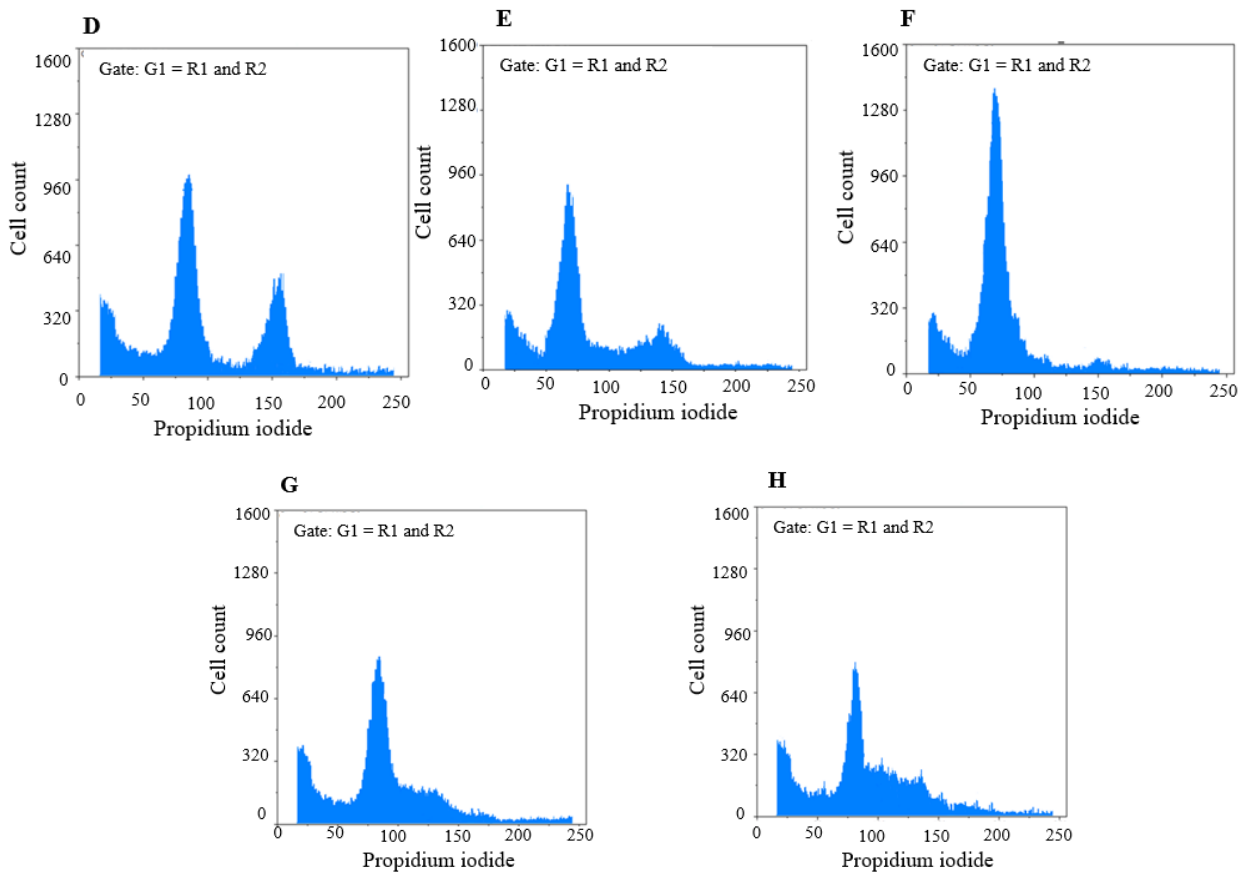 D
Gate: G1 = R1 and R2
Cell count
1600
1280
960
640
320
0
0 50 100 150 200 250
Propidium iodide
E
Gate: G1 = R1 and R2
Cell count
1600
1280
960
640
320
0
0 50 100 150 200 250
Propidium iodide
F
Gate: G1 = R1 and R2
Cell count
1600
1280
960
640
320
0
0 50 100 150 200 250
Propidium iodide
G
Gate: G1 = R1 and R2
Cell count
1600
1280
960
640
320
0
0 50 100 150 200 250
Propidium iodide
H
Gate: G1 = R1 and R2
Cell count
1600
1280
960
640
320
0
0 50 100 150 200 250
Propidium iodide